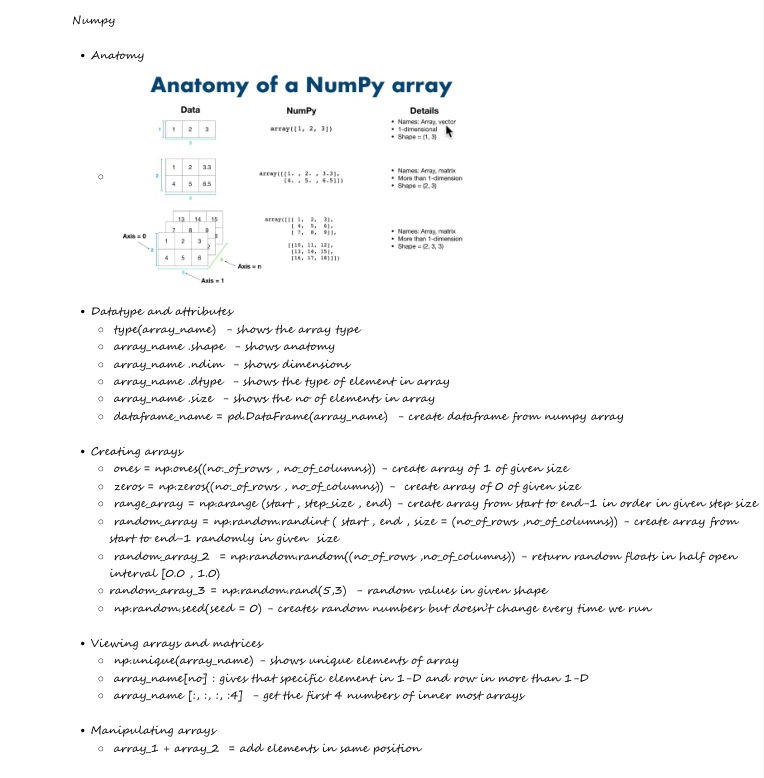 Numpy
• Anatomy
Anatomy of a NumPy array
Data NumPy Details
1 1 2 3 array([1, 2, 3]) • Names: Array, vector
• 1-dimensional
3 • Shape = (1, 3)
1 2 3.3 array([[1. , 2. , 3.3], • Names: Array, matrix
2 [4. , 5. , 6.5]]) • More than 1-dimension
4 5 6.5 • Shape = (2, 3)
3
13 14 15 array([[[ 1, 2, 3],
7 8 9 [ 4, 5, 6],
[ 7, 8, 9]], • Names: Array, matrix
Axis = 0 1 2 3 • More than 1-dimension
2 [[10, 11, 12], • Shape = (2, 3, 3)
4 5 6 [13, 14, 15],
[16, 17, 18]]])
Axis = n
Axis = 1
• Datatype and attributes
○ type(array_name) - shows the array type
○ array_name .shape - shows anatomy
○ array_name .ndim - shows dimensions
○ array_name .dtype - shows the type of element in array
○ array_name .size - shows the no of elements in array
○ dataframe_name = pd.DataFrame(array_name) - create dataframe from numpy array
• Creating arrays
○ ones = np.ones((no._of_rows , no_of_columns)) - create array of 1 of given size
○ zeros = np.zeros((no._of_rows , no_of_columns)) - create array of 0 of given size
○ range_array = np.arange (start , step_size , end) - create array from start to end-1 in order in given step size
○ random_array = np.random.randint ( start , end , size = (no_of_rows ,no_of_columns)) - create array from
start to end-1 randomly in given size
○ random_array_2 = np.random.random((no_of_rows ,no_of_columns)) - return random floats in half open
interval [0.0 , 1.0)
○ random_array_3 = np.random.rand(5,3) - random values in given shape
○ np.random.seed(seed = 0) - creates random numbers but doesn't change every time we run
• Viewing arrays and matrices
○ np.unique(array_name) - shows unique elements of array
○ array_name[no] : gives that specific element in 1-D and row in more than 1-D
○ array_name [:, :, :, :4] - get the first 4 numbers of inner most arrays
• Manipulating arrays
○ array_1 + array_2 = add elements in same position